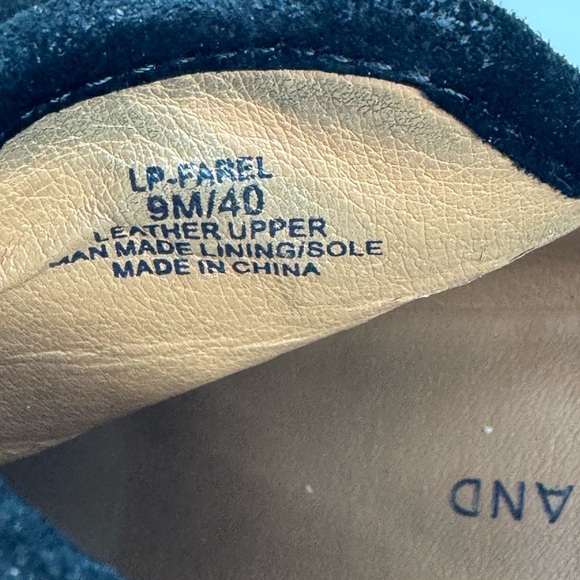 LP-FAREL
9M/40
LEATHER UPPER
MAN MADE LINING/SOLE
MADE IN CHINA
AND